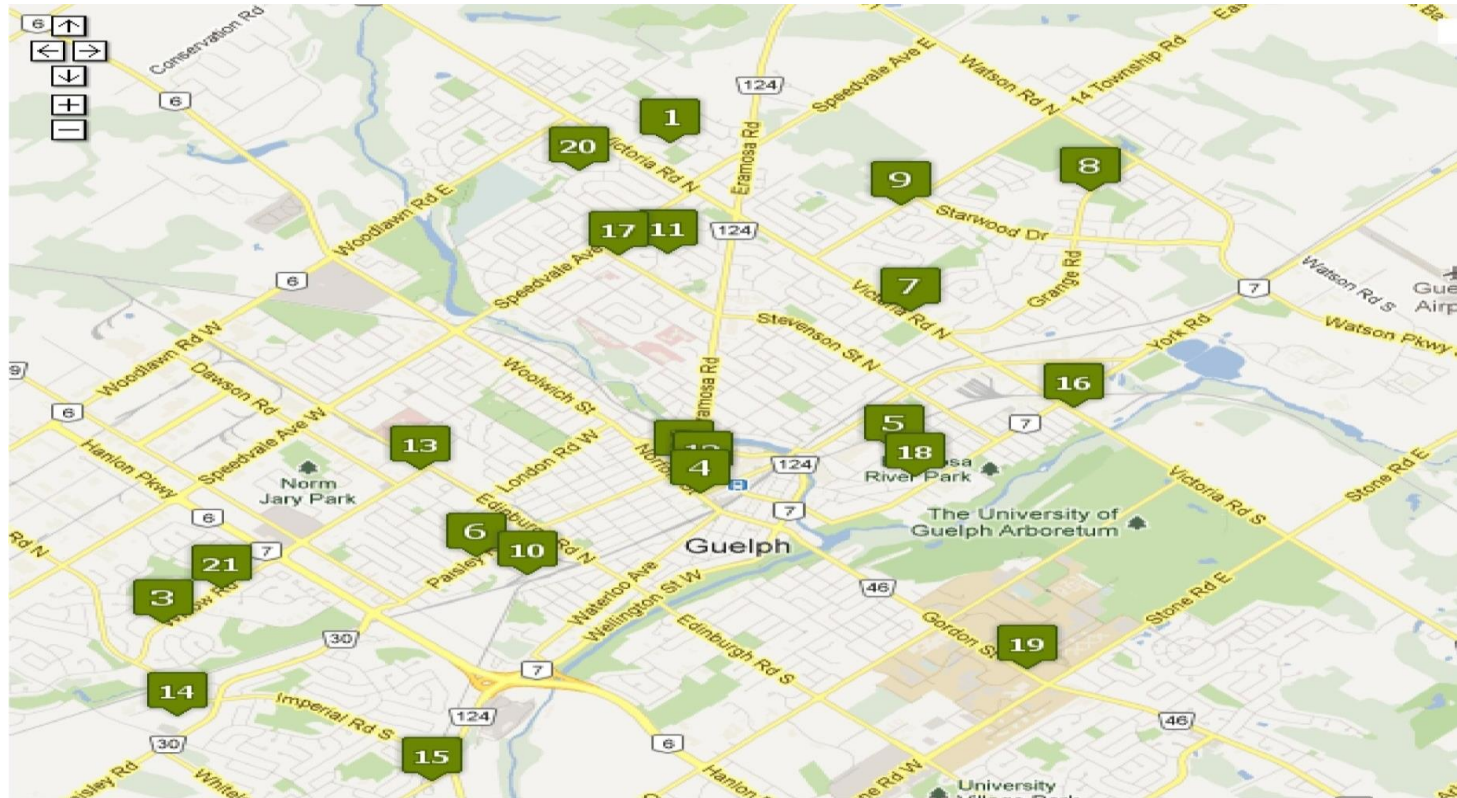 6
Conservation Rd
6
124
Speedvale Ave E
Watson Rd N
14 Township Rd
1
20
Victoria Rd N
Eramosa Rd
9
8
Woodlawn Rd E
17
11
124
Starwood Dr
Speedvale Ave
6
7
Victoria Rd N
Grange Rd
7
Watson Rd S
Watson Pkwy
Stevenson St N
York Rd
Woodlawn Rd W
Dawson Rd
Woolwich St
16
6
Speedvale Ave W
Hanlon Pkwy
13
London Rd W
5
7
18
4
124
River Park
Norm
Jary Park
Edinburgh Rd N
Victoria Rd S
Stone Rd E
6
7
6
10
7
The University of
Guelph Arboretum
Guelph
Rd N
21
3
Waterloo Ave
Wellington St W
46
Stone Rd E
30
Edinburgh Rd S
Gordon St
19
14
7
Imperial Rd S
124
46
30
15
6
University